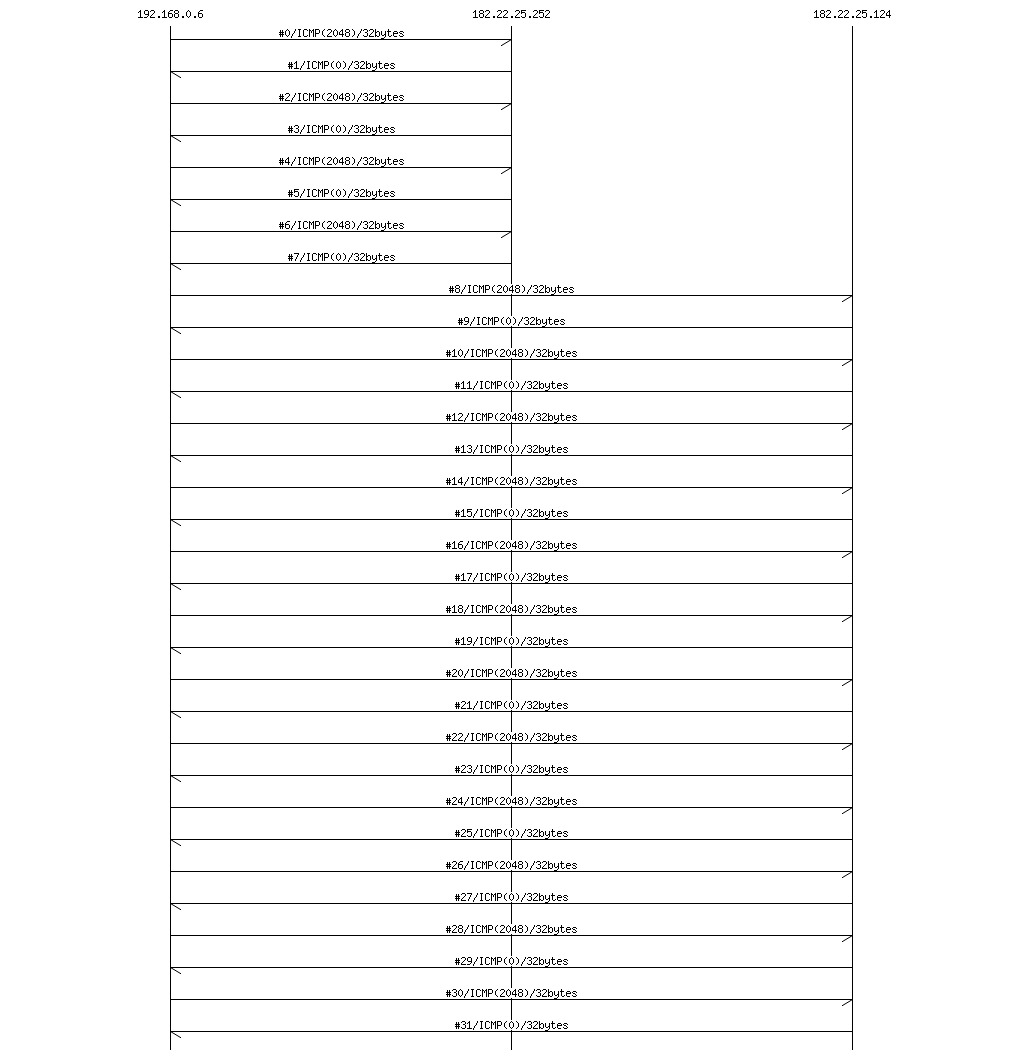 192.168.0.6 182.22.25.252 182.22.25.124
#0/ICMP(2048)/32bytes
#1/ICMP(0)/32bytes
#2/ICMP(2048)/32bytes
#3/ICMP(0)/32bytes
#4/ICMP(2048)/32bytes
#5/ICMP(0)/32bytes
#6/ICMP(2048)/32bytes
#7/ICMP(0)/32bytes
#8/ICMP(2048)/32bytes
#9/ICMP(0)/32bytes
#10/ICMP(2048)/32bytes
#11/ICMP(0)/32bytes
#12/ICMP(2048)/32bytes
#13/ICMP(0)/32bytes
#14/ICMP(2048)/32bytes
#15/ICMP(0)/32bytes
#16/ICMP(2048)/32bytes
#17/ICMP(0)/32bytes
#18/ICMP(2048)/32bytes
#19/ICMP(0)/32bytes
#20/ICMP(2048)/32bytes
#21/ICMP(0)/32bytes
#22/ICMP(2048)/32bytes
#23/ICMP(0)/32bytes
#24/ICMP(2048)/32bytes
#25/ICMP(0)/32bytes
#26/ICMP(2048)/32bytes
#27/ICMP(0)/32bytes
#28/ICMP(2048)/32bytes
#29/ICMP(0)/32bytes
#30/ICMP(2048)/32bytes
#31/ICMP(0)/32bytes